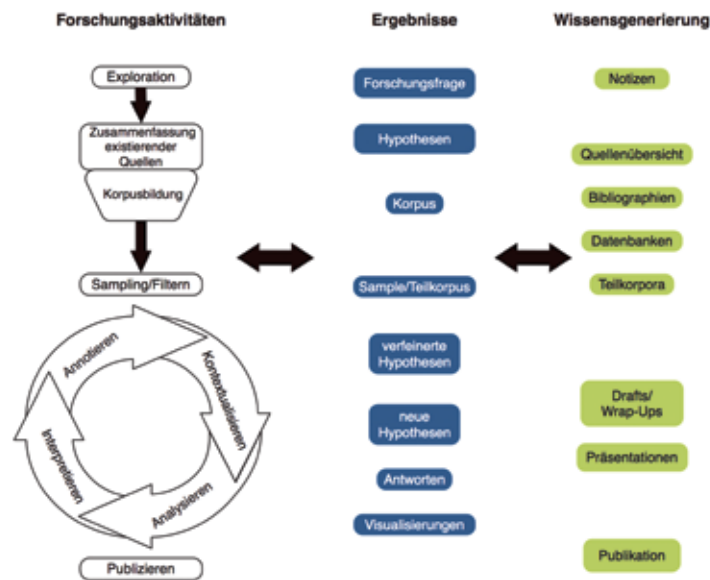 Forschungsaktivitäten
Exploration
Zusammenfassung
existierender
Quellen
Korpusbildung
Sampling/Filtern
Annotieren
Kontextualisieren
Analysieren
Interpretieren
Publizieren
Ergebnisse
Forschungsfrage
Hypothesen
Korpus
Sample/Teilkorpus
verfeinerte
Hypothesen
neue
Hypothesen
Antworten
Visualisierungen
Wissensgenerierung
Notizen
Quellenübersicht
Bibliographien
Datenbanken
Teilkorpora
Drafts/
Wrap-Ups
Präsentationen
Publikation